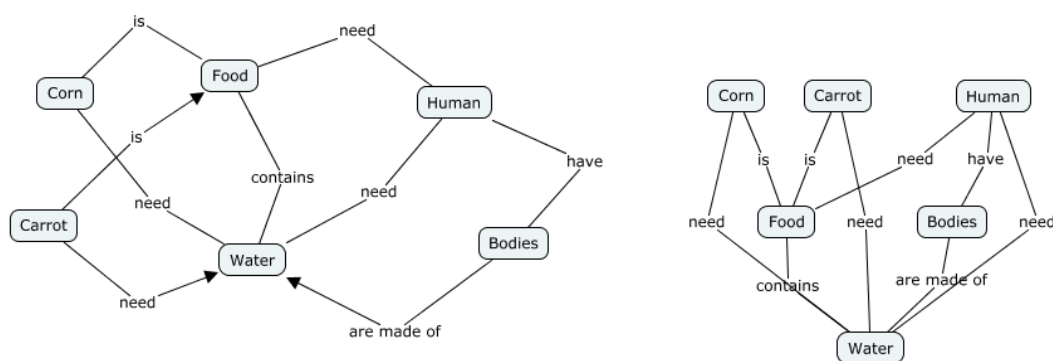 is
need
Food
Corn
Human
is
have
contains
need
need
Carrot
Bodies
Water
need
are made of
Corn
Carrot
Human
is
is
need
have
need
Food
need
Bodies
need
contains
are made of
Water